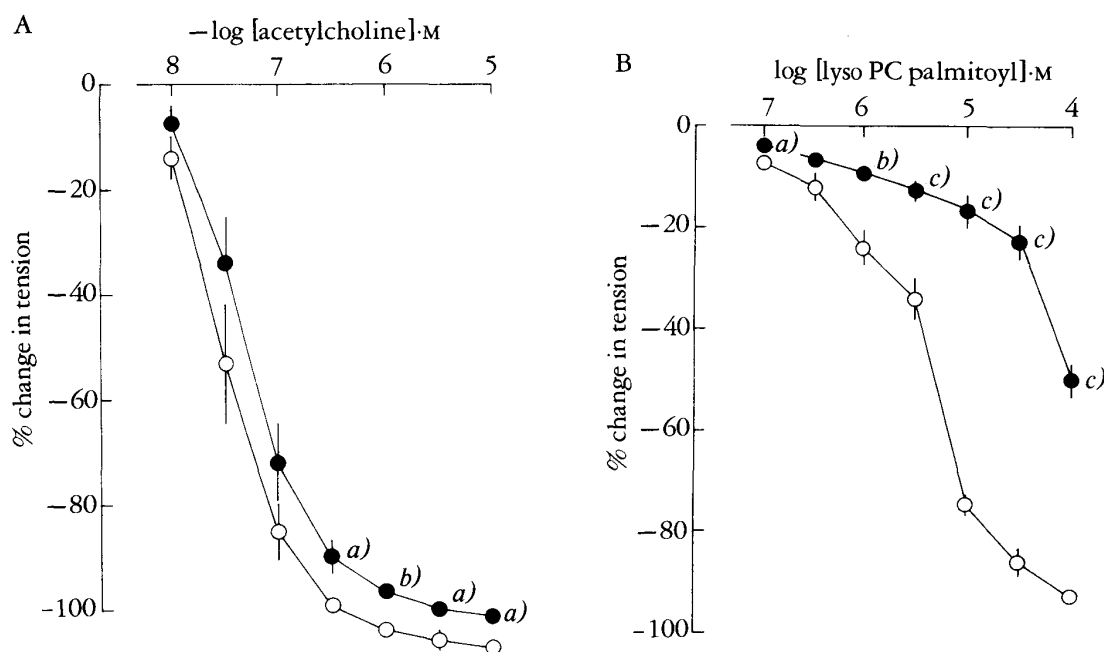 A
—log [acetylcholine]·M
8 7 6 5
0
—20
—40
—60
—80
-100
% change in tension
a)
b)
a)
a)
B
log [lyso PC palmitoyl]·M
7 6 5 4
0
—20
—40
—60
—80
-100
% change in tension
a)
b)
c)
c)
c)
c)